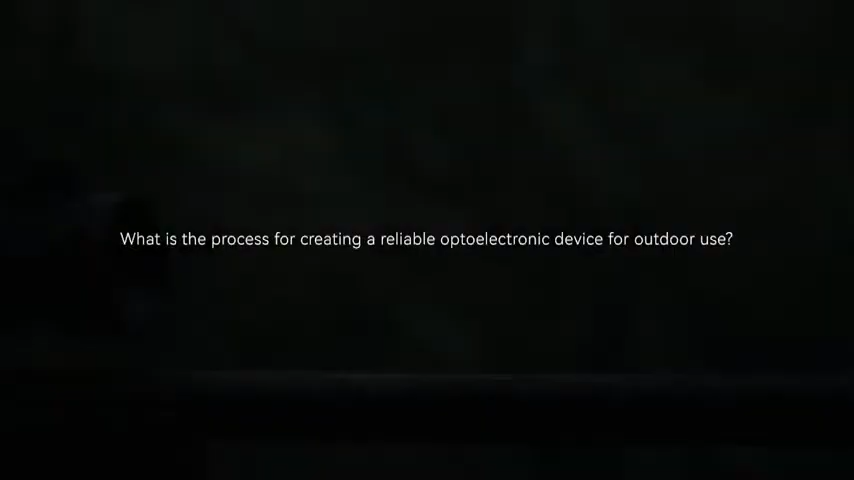 What is the process for creating a reliable optoelectronic device for outdoor use?